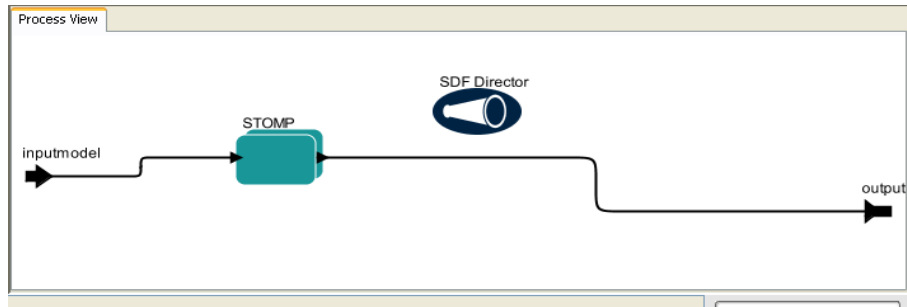 Process View
SDF Director
STOMP
inputmodel
output